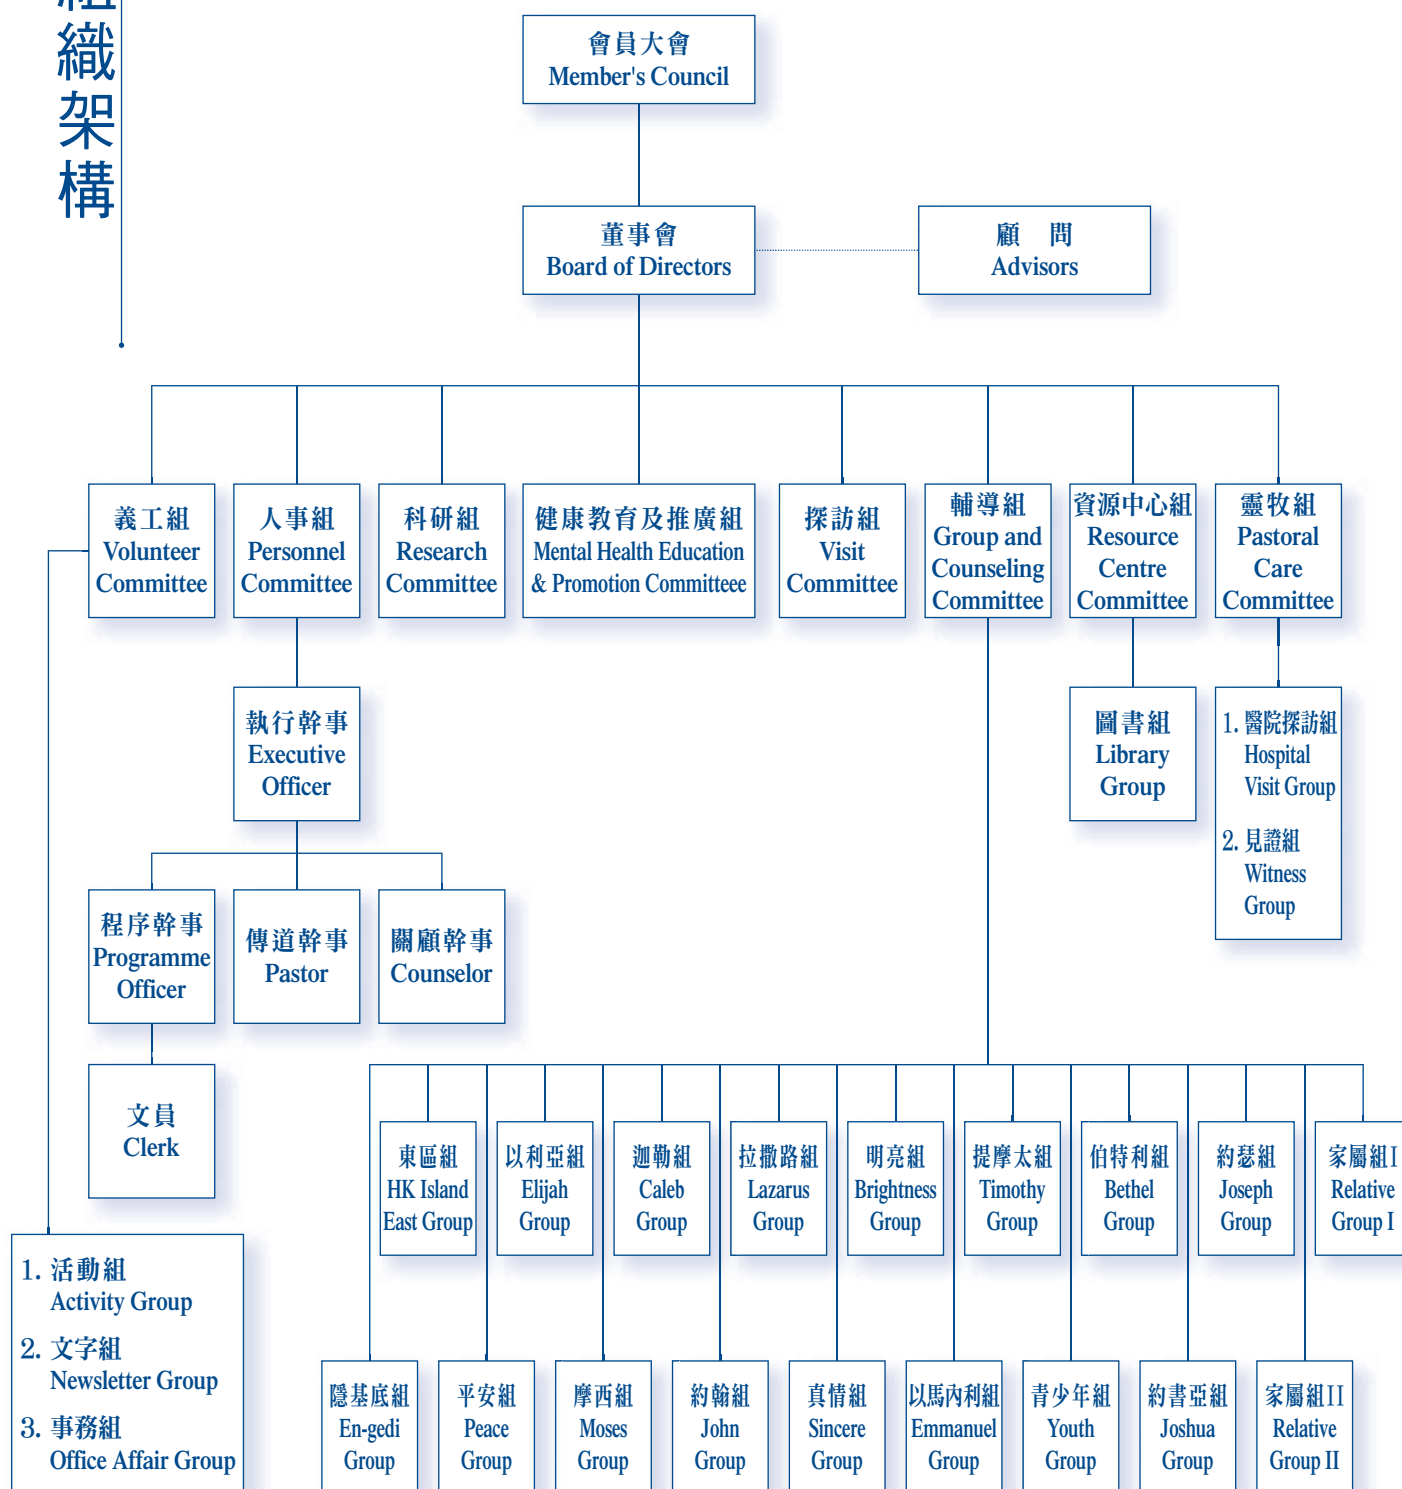 組織架構
會員大會
Member's Council
董事會
Board of Directors
顧 問
Advisors
義工組
Volunteer
Committee
人事組
Personnel
Committee
科研組
Research
Committee
健康教育及推廣組
Mental Health Education
& Promotion Committeee
探訪組
Visit
Committee
輔導組
Group and
Counseling
Committee
資源中心組
Resource
Centre
Committee
靈牧組
Pastoral
Care
Committee
執行幹事
Executive
Officer
圖書組
Library
Group
1. 醫院探訪組
Hospital
Visit Group
2. 見證組
Witness
Group
程序幹事
Programme
Officer
傳道幹事
Pastor
關顧幹事
Counselor
文員
Clerk
東區組
HK Island
East Group
以利亞組
Elijah
Group
迦勒組
Caleb
Group
拉撒路組
Lazarus
Group
明亮組
Brightness
Group
提摩太組
Timothy
Group
伯特利組
Bethel
Group
約瑟組
Joseph
Group
家屬組I
Relative
Group I
1. 活動組
Activity Group
2. 文字組
Newsletter Group
3. 事務組
Office Affair Group
隱基底組
En-gedi
Group
平安組
Peace
Group
摩西組
Moses
Group
約翰組
John
Group
真情組
Sincere
Group
以馬內利組
Emmanuel
Group
青少年組
Youth
Group
約書亞組
Joshua
Group
家屬組II
Relative
Group II